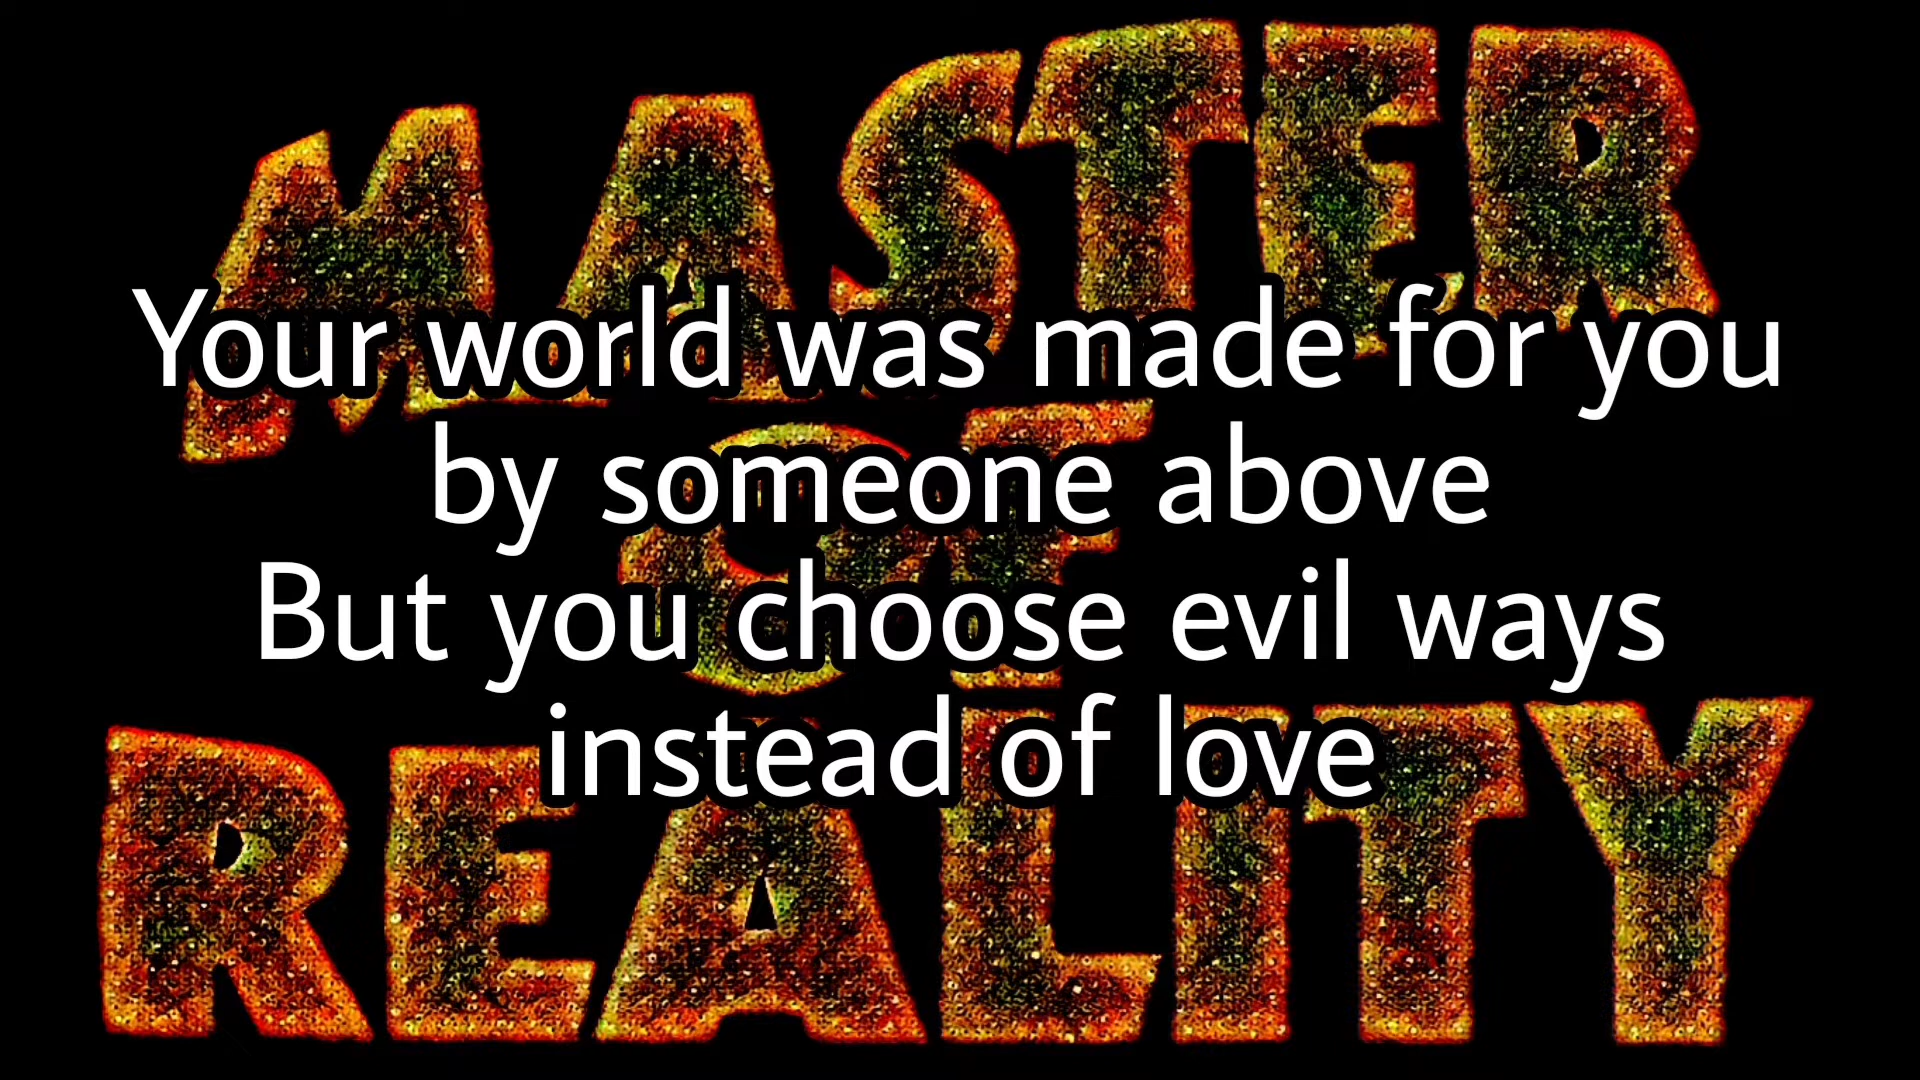 MASTER
OF
REALITY
Your world was made for you
by someone above
But you choose evil ways
instead of love